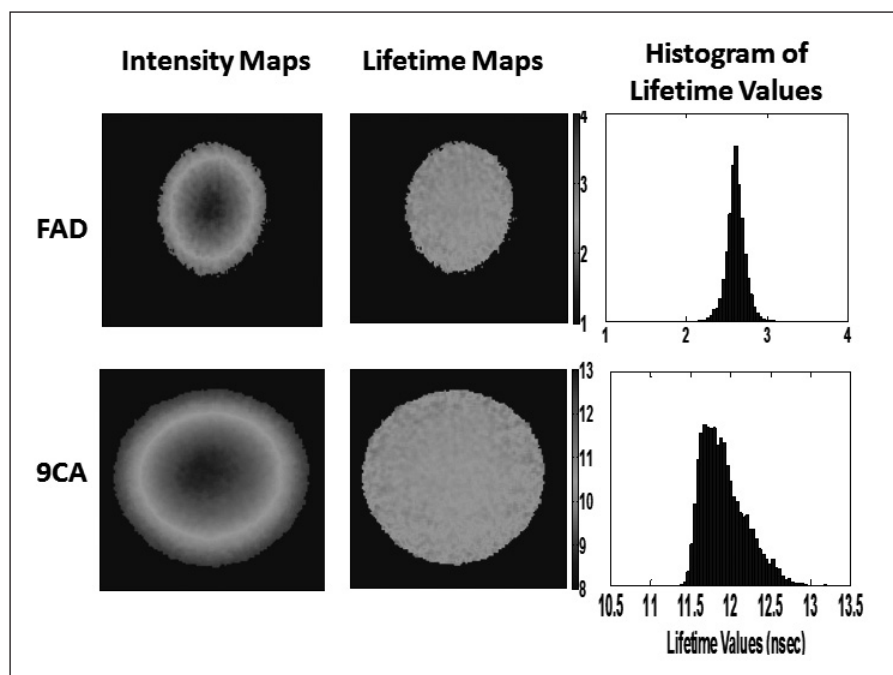 Intensity Maps
Lifetime Maps
Histogram of
Lifetime Values
FAD
4
3
2
1
1 2 3 4
9CA
13
12
11
10
9
8
10.5 11 11.5 12 12.5 13 13.5
Lifetime Values (nsec)